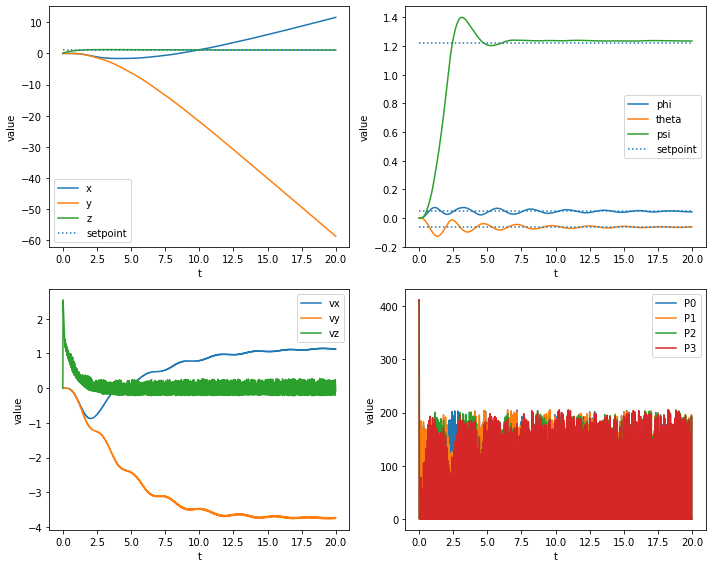 10
0
−10
−20
−30
−40
−50
−60
value
x
y
z
setpoint
0.0 2.5 5.0 7.5 10.0 12.5 15.0 17.5 20.0
t
1.4
1.2
1.0
0.8
0.6
0.4
0.2
0.0
−0.2
value
phi
theta
psi
setpoint
0.0 2.5 5.0 7.5 10.0 12.5 15.0 17.5 20.0
t
2
1
0
−1
−2
−3
−4
value
vx
vy
vz
0.0 2.5 5.0 7.5 10.0 12.5 15.0 17.5 20.0
t
400
300
200
100
0
value
P0
P1
P2
P3
0.0 2.5 5.0 7.5 10.0 12.5 15.0 17.5 20.0
t